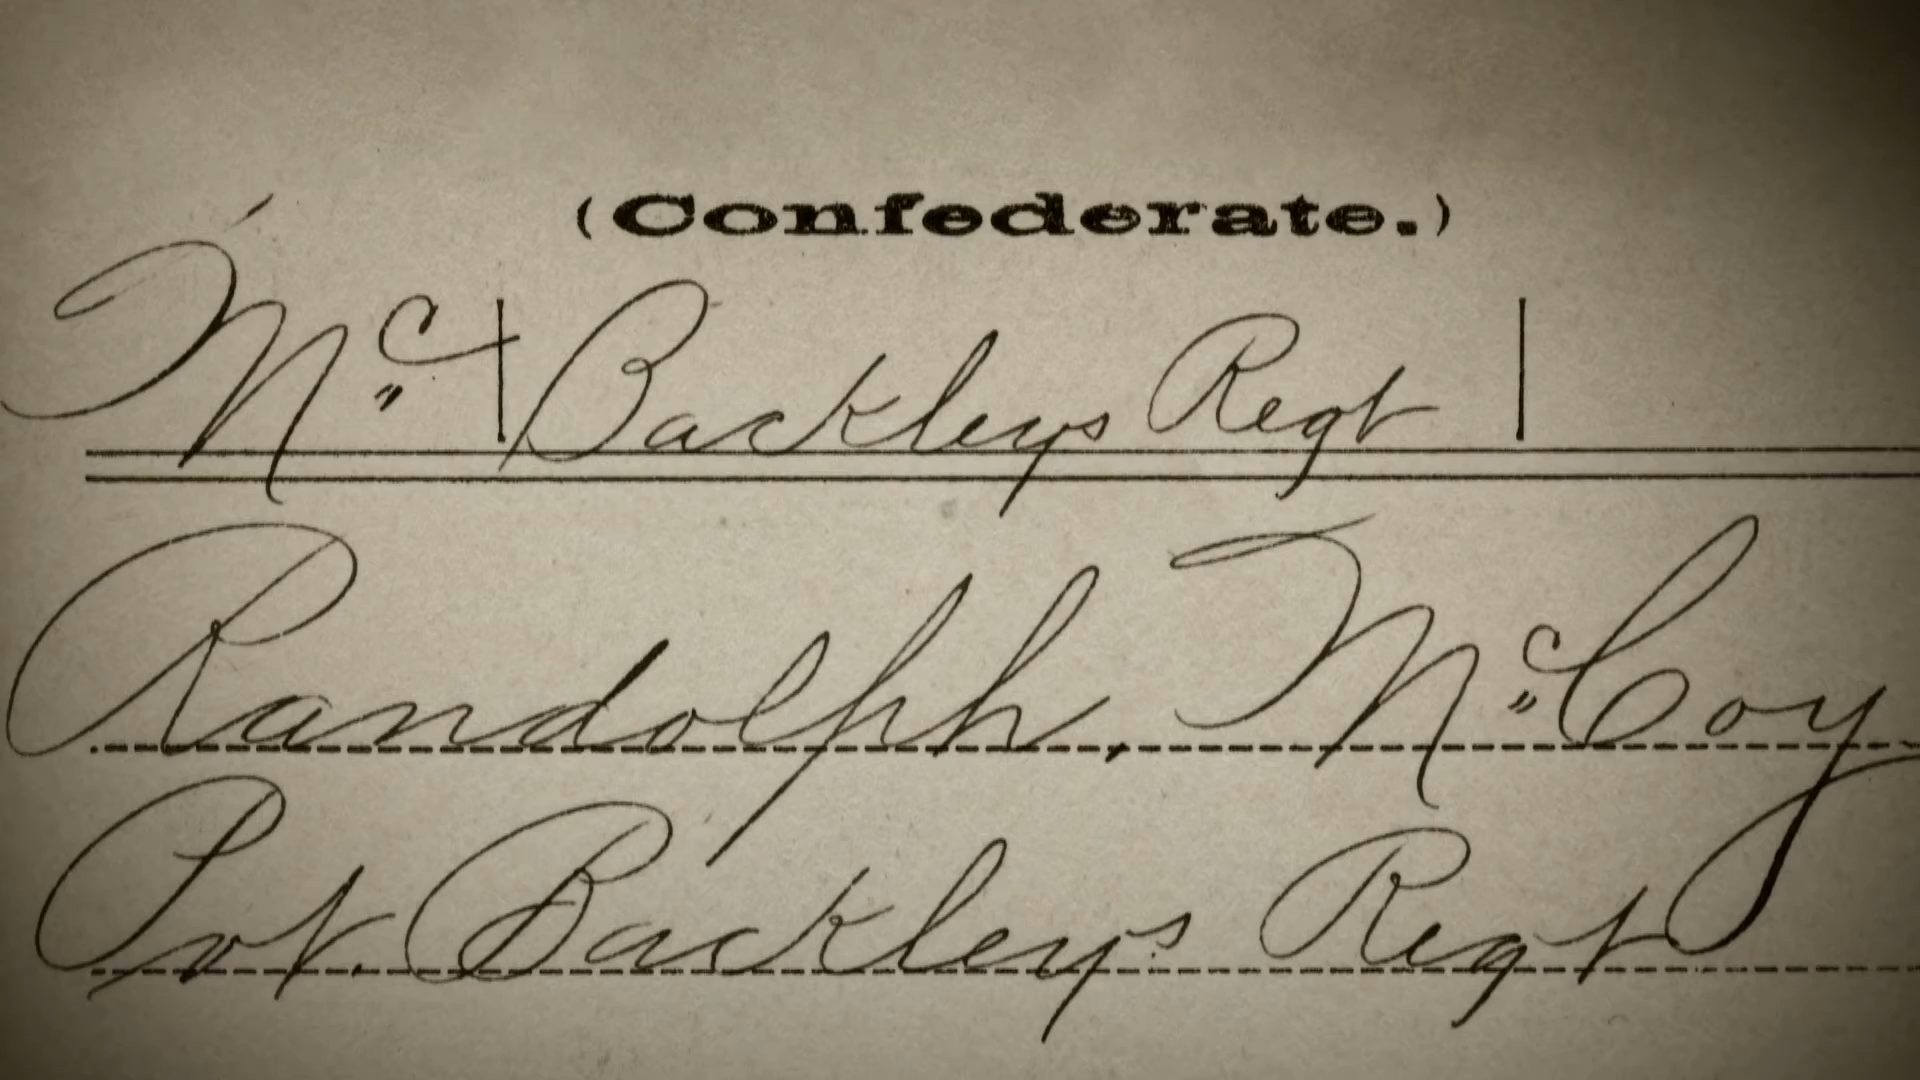 (Confederate.)
Mc | Backleys Regt |
Randolph, McCoy
Pvt. Backleys Regt